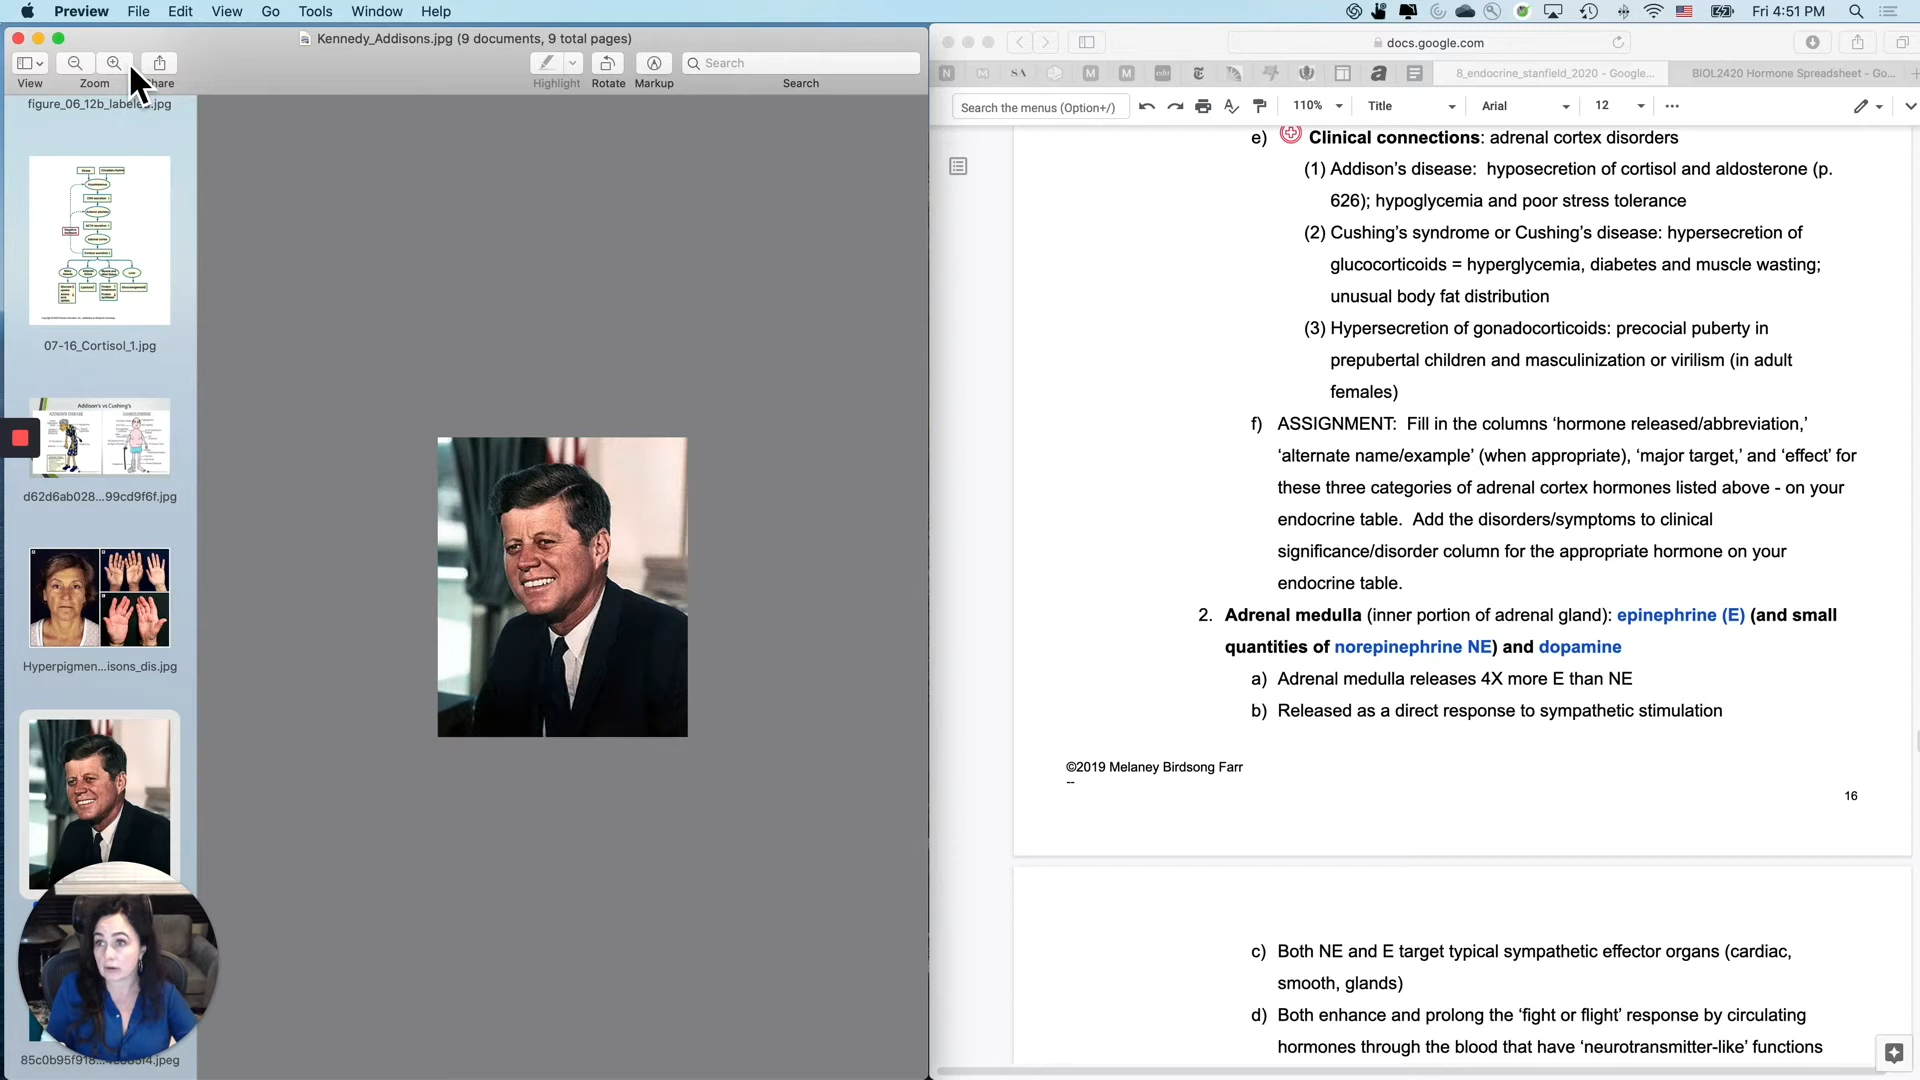 Preview File Edit View Go Tools Window Help
Fri 4:51 PM
Kennedy_Addisons.jpg (9 documents, 9 total pages)
Search
View Zoom Share Highlight Rotate Markup Search
figure_06_12b_labeled.jpg
07-16_Cortisol_1.jpg
Addison's vs Cushing's
d62d6ab028...99cd9f6f.jpg
Hyperpigmen...isons_dis.jpg
docs.google.com
8_endocrine_stanfield_2020 - Google...
BIOL2420 Hormone Spreadsheet - Go...
Search the menus (Option+/)
110% Title Arial 12
e) Clinical connections: adrenal cortex disorders
(1) Addison's disease: hyposecretion of cortisol and aldosterone (p.
626); hypoglycemia and poor stress tolerance
(2) Cushing's syndrome or Cushing's disease: hypersecretion of
glucocorticoids = hyperglycemia, diabetes and muscle wasting;
unusual body fat distribution
(3) Hypersecretion of gonadocorticoids: precocial puberty in
prepubertal children and masculinization or virilism (in adult
females)
f) ASSIGNMENT: Fill in the columns 'hormone released/abbreviation,'
'alternate name/example' (when appropriate), 'major target,' and 'effect' for
these three categories of adrenal cortex hormones listed above - on your
endocrine table. Add the disorders/symptoms to clinical
significance/disorder column for the appropriate hormone on your
endocrine table.
2. Adrenal medulla (inner portion of adrenal gland): epinephrine (E) (and small
quantities of norepinephrine NE) and dopamine
a) Adrenal medulla releases 4X more E than NE
b) Released as a direct response to sympathetic stimulation
©2019 Melaney Birdsong Farr
--
16
c) Both NE and E target typical sympathetic effector organs (cardiac,
smooth, glands)
d) Both enhance and prolong the 'fight or flight' response by circulating
hormones through the blood that have 'neurotransmitter-like' functions